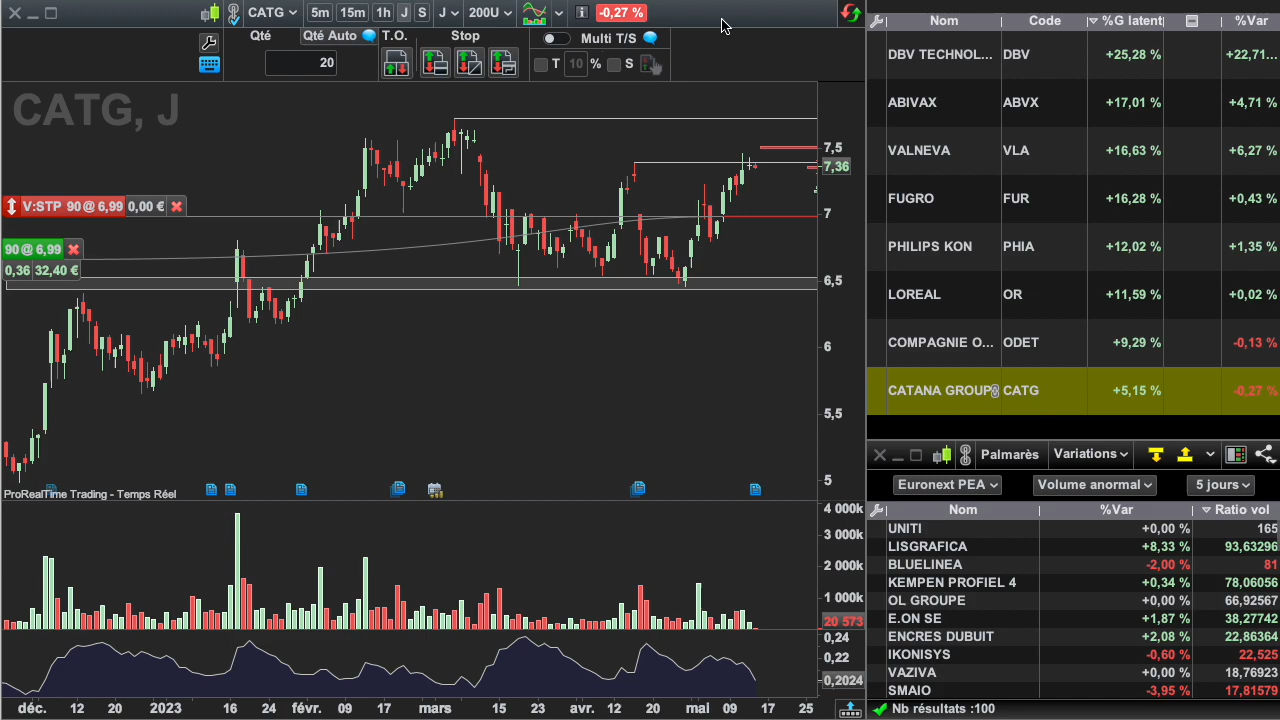 CATG 5m 15m 1h J S J 200U i -0,27 %
Qté Qté Auto T.O. Stop Multi T/S
20 T 10 % S
CATG, J
7,5
7,36
7
6,5
6
5,5
5
V:STP 90@ 6,99 0,00 €
90@ 6,99
0,36 32,40 €
ProRealTime Trading - Temps Réel
4 000k
3 000k
2 000k
1 000k
20 573
0,24
0,22
0,2024
déc. 12 20 2023 16 24 févr. 09 17 mars 15 23 avr. 12 20 mai 09 17 25
Nom Code %G latent %Var
DBV TECHNOL... DBV +25,28 % +22,71...
ABIVAX ABVX +17,01 % +4,71 %
VALNEVA VLA +16,63 % +6,27 %
FUGRO FUR +16,28 % +0,43 %
PHILIPS KON PHIA +12,02 % +1,35 %
LOREAL OR +11,59 % +0,02 %
COMPAGNIE O... ODET +9,29 % -0,13 %
CATANA GROUP CATG +5,15 % -0,27 %
Palmarès Variations
Euronext PEA Volume anormal 5 jours
Nom %Var Ratio vol
UNITI +0,00 % 165
LISGRAFICA +8,33 % 93,63296
BLUELINEA -2,00 % 81
KEMPEN PROFIEL 4 +0,34 % 78,06056
OL GROUPE +0,00 % 66,92567
E.ON SE +1,87 % 38,27742
ENCRES DUBUIT +2,08 % 22,86364
IKONISYS -0,60 % 22,525
VAZIVA +0,00 % 18,76923
SMAIO -3,95 % 17,81579
Nb résultats :100